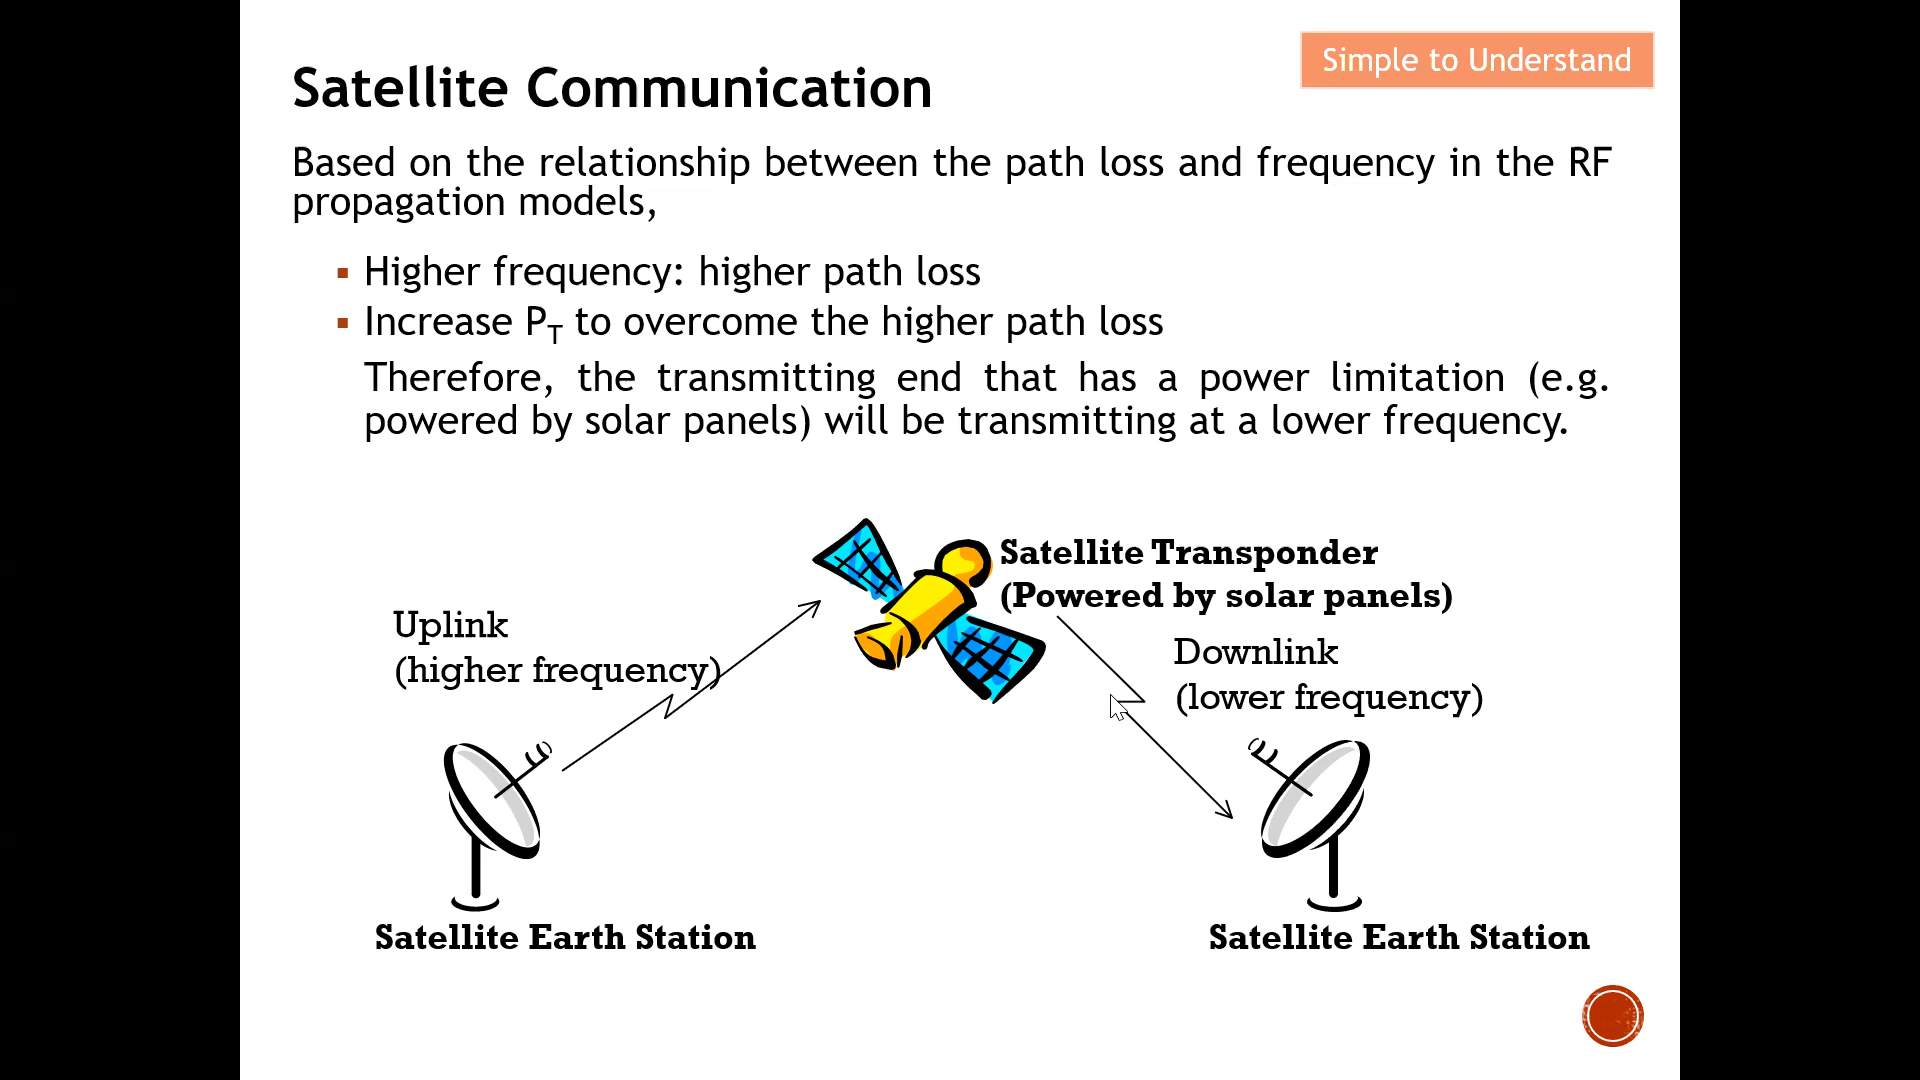 Simple to Understand
Satellite Communication
Based on the relationship between the path loss and frequency in the RF
propagation models,
▪ Higher frequency: higher path loss
▪ Increase P_T to overcome the higher path loss
Therefore, the transmitting end that has a power limitation (e.g.
powered by solar panels) will be transmitting at a lower frequency.
Satellite Transponder
(Powered by solar panels)
Uplink
(higher frequency)
Downlink
(lower frequency)
Satellite Earth Station
Satellite Earth Station